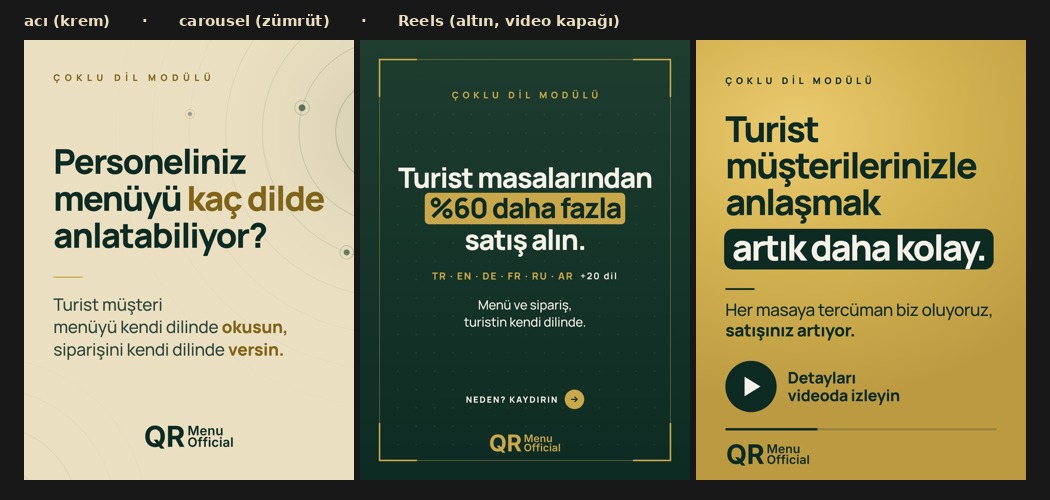 acı (krem) · carousel (zümrüt) · Reels (altın, video kapağı)
ÇOKLU DİL MODÜLÜ
Personeliniz
menüyü kaç dilde
anlatabiliyor?
Turist müşteri
menüyü kendi dilinde okusun,
siparişini kendi dilinde versin.
QR Menu
Official
ÇOKLU DİL MODÜLÜ
Turist masalarından
%60 daha fazla
satış alın.
TR · EN · DE · FR · RU · AR +20 dil
Menü ve sipariş,
turistin kendi dilinde.
NEDEN? KAYDIRIN
QR Menu
Official
ÇOKLU DİL MODÜLÜ
Turist
müşterilerinizle
anlaşmak
artık daha kolay.
Her masaya tercüman biz oluyoruz,
satışınız artıyor.
Detayları
videoda izleyin
QR Menu
Official